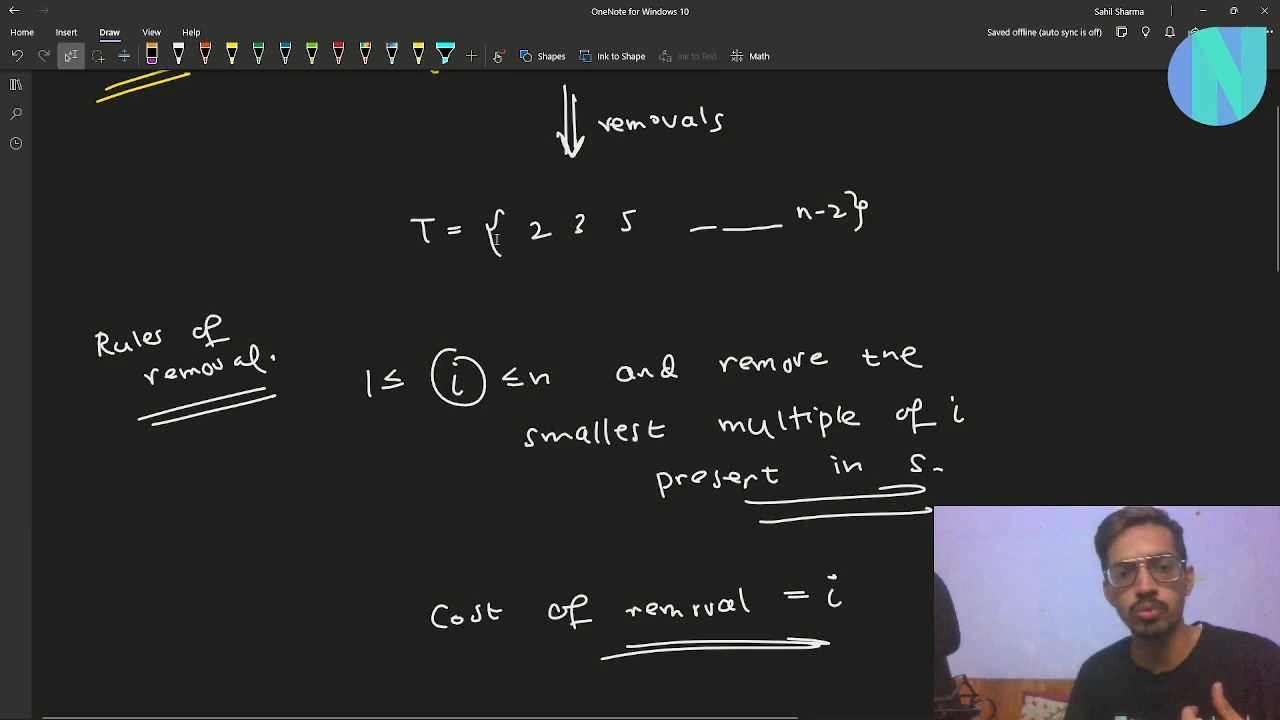 OneNote for Windows 10
Sahil Sharma
Home Insert Draw View Help
Saved offline (auto sync is off)
Shapes Ink to Shape Ink to Text Math
removals
T = { 2 3 5 — —— n-2}
Rules of
removal.
1 ≤ i ≤ n and remove the
smallest multiple of i
present in S.
Cost of removal = i